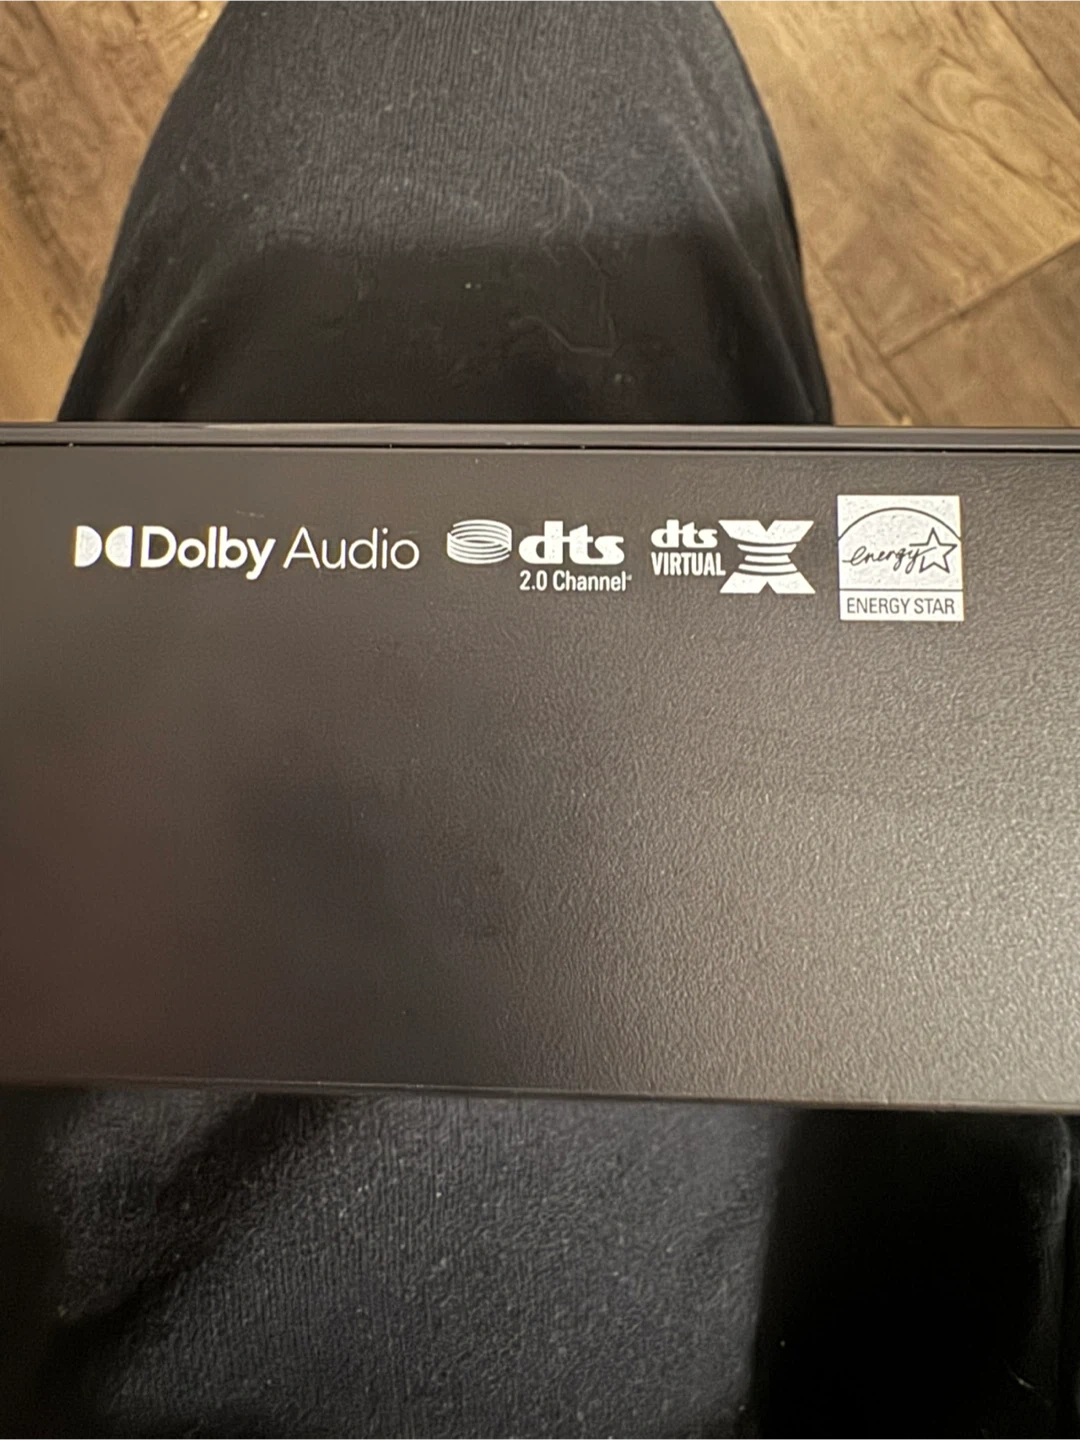 Dolby Audio
dts
2.0 Channel
dts
VIRTUAL X
energy
ENERGY STAR